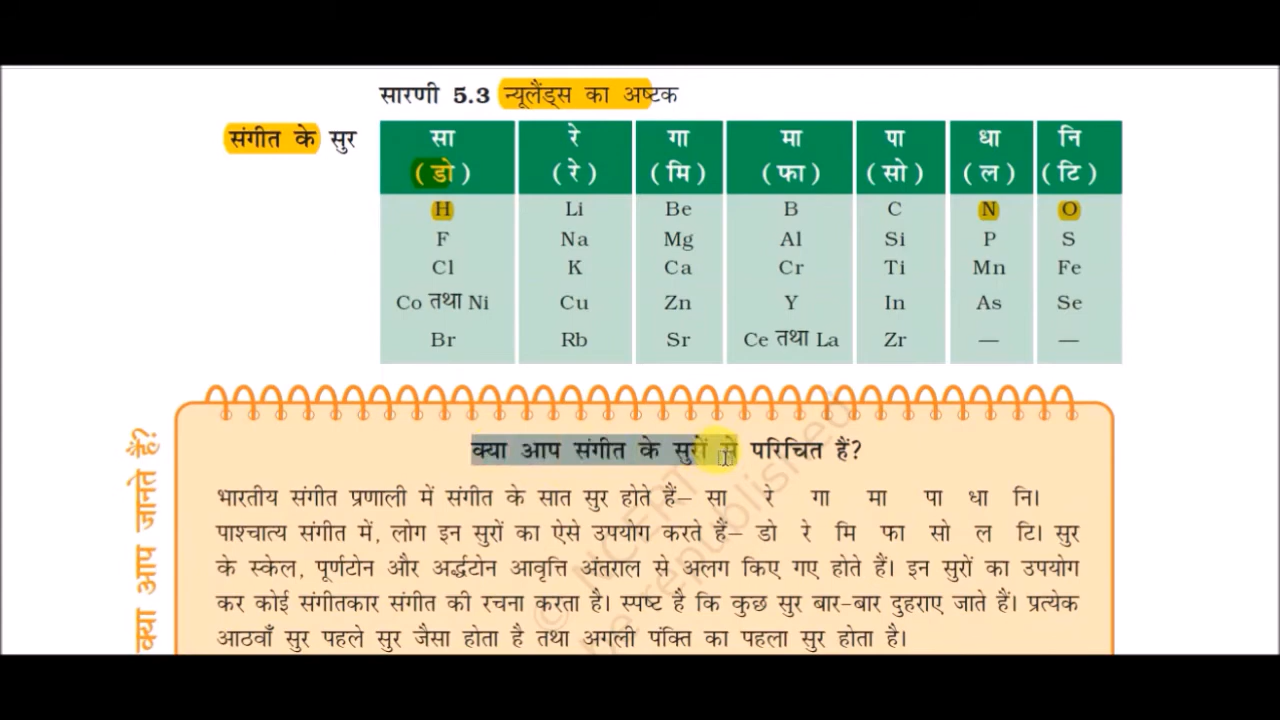 सारणी 5.3 न्यूलैंड्स का अष्टक
संगीत के सुर
सा रे गा मा पा धा नि
(डो) (रे) (मि) (फा) (सो) (ल) (टि)
H Li Be B C N O
F Na Mg Al Si P S
Cl K Ca Cr Ti Mn Fe
Co तथा Ni Cu Zn Y In As Se
Br Rb Sr Ce तथा La Zr — —
क्या आप जानते हैं?
क्या आप संगीत के सुरों से परिचित हैं?
भारतीय संगीत प्रणाली में संगीत के सात सुर होते हैं– सा रे गा मा पा धा नि।
पाश्चात्य संगीत में, लोग इन सुरों का ऐसे उपयोग करते हैं– डो रे मि फा सो ल टि। सुर
के स्केल, पूर्णटोन और अर्द्धटोन आवृत्ति अंतराल से अलग किए गए होते हैं। इन सुरों का उपयोग
कर कोई संगीतकार संगीत की रचना करता है। स्पष्ट है कि कुछ सुर बार-बार दुहराए जाते हैं। प्रत्येक
आठवाँ सुर पहले सुर जैसा होता है तथा अगली पंक्ति का पहला सुर होता है।